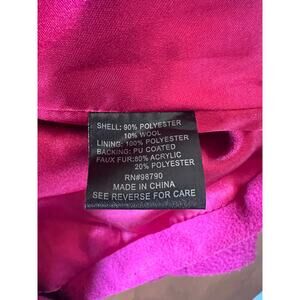 SHELL: 90% POLYESTER
10% WOOL
LINING: 100% POLYESTER
BACKING: PU COATED
FAUX FUR:80% ACRYLIC
20% POLYESTER
RN#98790
MADE IN CHINA
SEE REVERSE FOR CARE